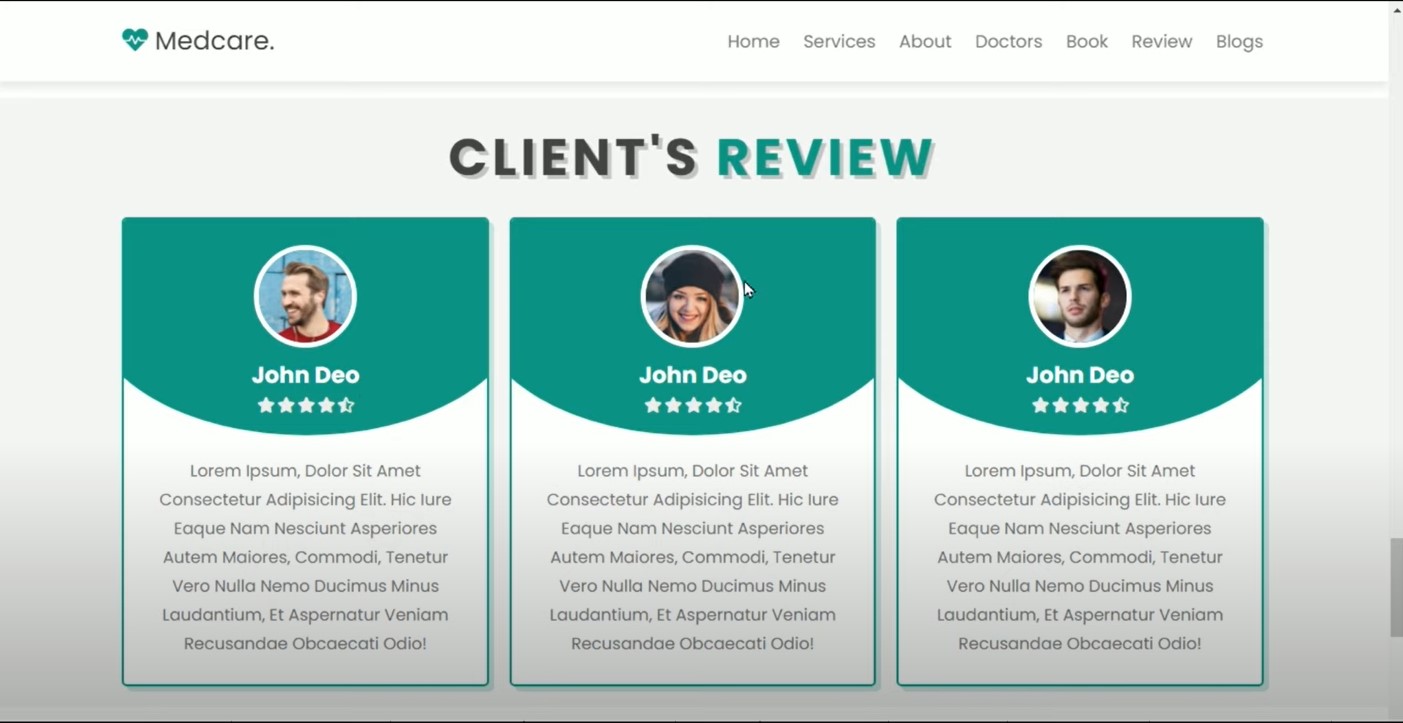 Medcare.
Home Services About Doctors Book Review Blogs
CLIENT'S REVIEW
John Deo
Lorem Ipsum, Dolor Sit Amet
Consectetur Adipisicing Elit. Hic Iure
Eaque Nam Nesciunt Asperiores
Autem Maiores, Commodi, Tenetur
Vero Nulla Nemo Ducimus Minus
Laudantium, Et Aspernatur Veniam
Recusandae Obcaecati Odio!
John Deo
Lorem Ipsum, Dolor Sit Amet
Consectetur Adipisicing Elit. Hic Iure
Eaque Nam Nesciunt Asperiores
Autem Maiores, Commodi, Tenetur
Vero Nulla Nemo Ducimus Minus
Laudantium, Et Aspernatur Veniam
Recusandae Obcaecati Odio!
John Deo
Lorem Ipsum, Dolor Sit Amet
Consectetur Adipisicing Elit. Hic Iure
Eaque Nam Nesciunt Asperiores
Autem Maiores, Commodi, Tenetur
Vero Nulla Nemo Ducimus Minus
Laudantium, Et Aspernatur Veniam
Recusandae Obcaecati Odio!